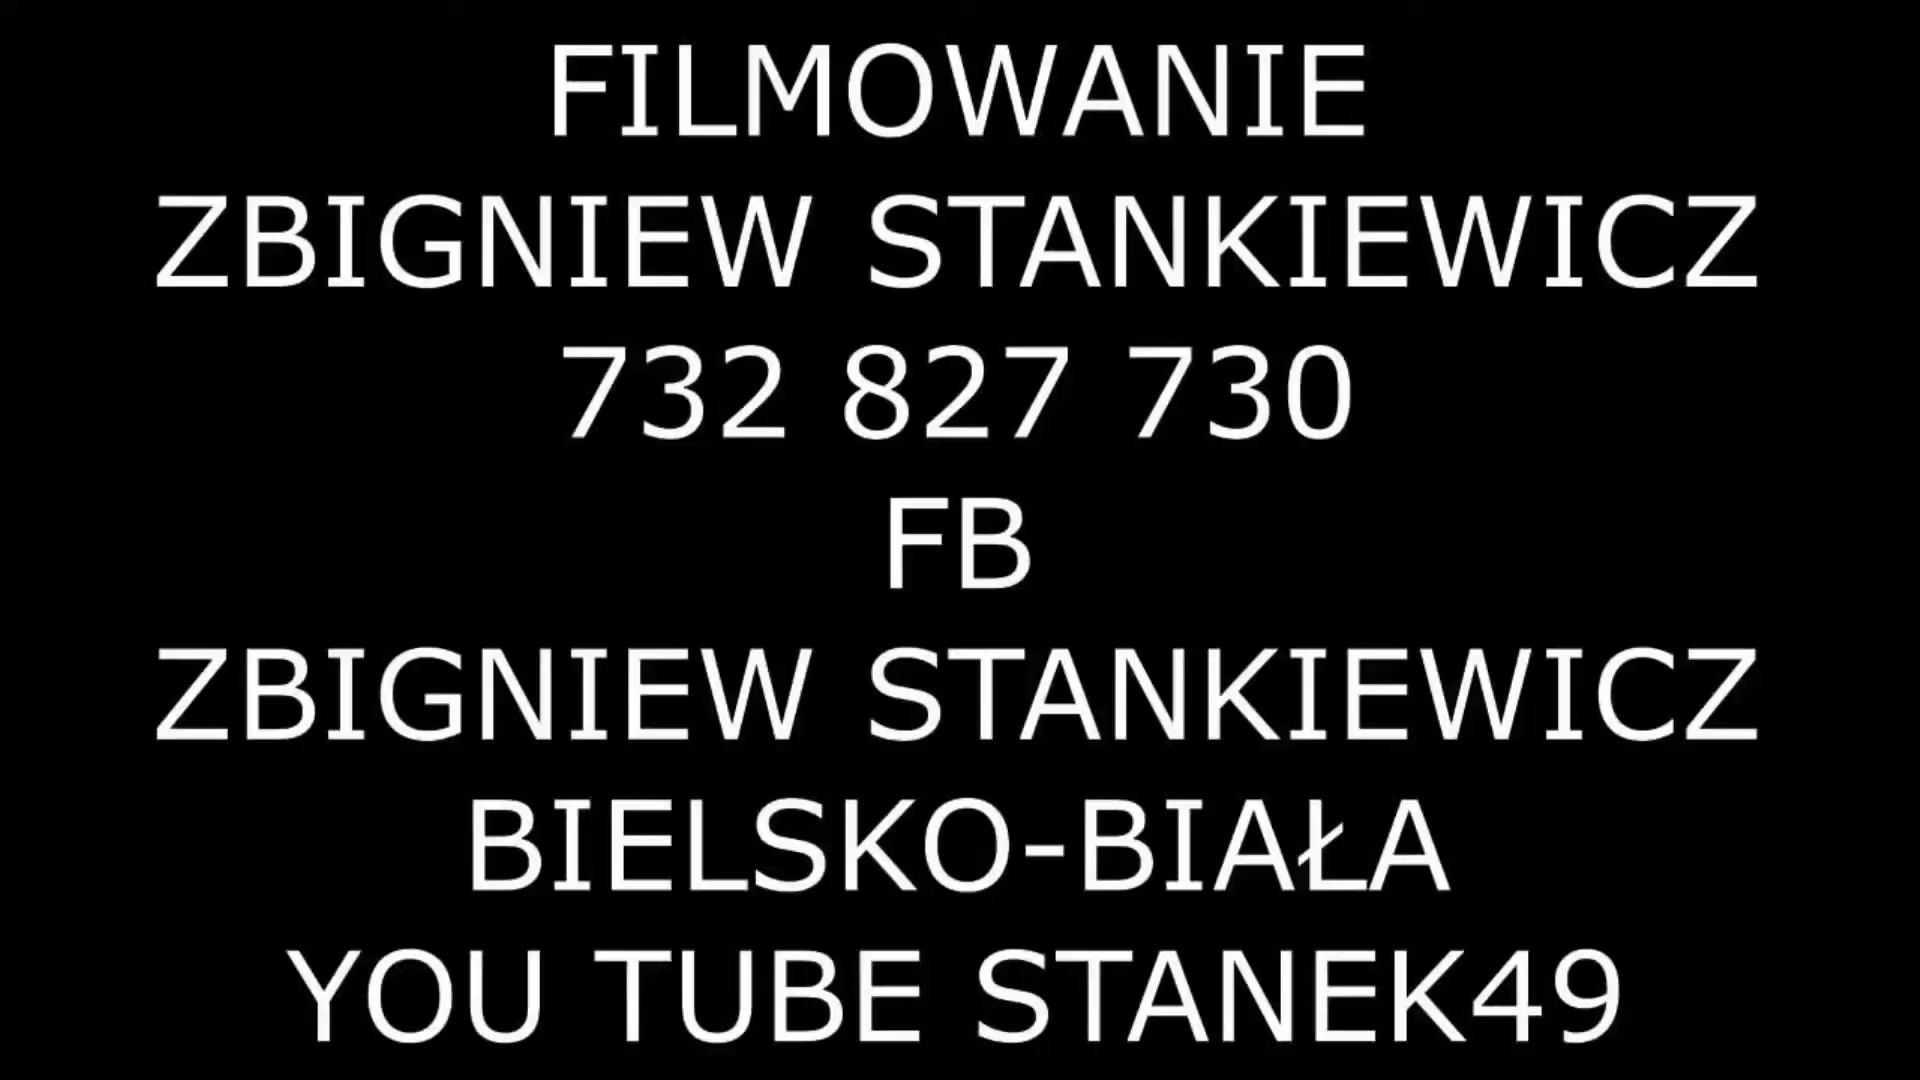 FILMOWANIE
ZBIGNIEW STANKIEWICZ
732 827 730
FB
ZBIGNIEW STANKIEWICZ
BIELSKO-BIAŁA
YOU TUBE STANEK49